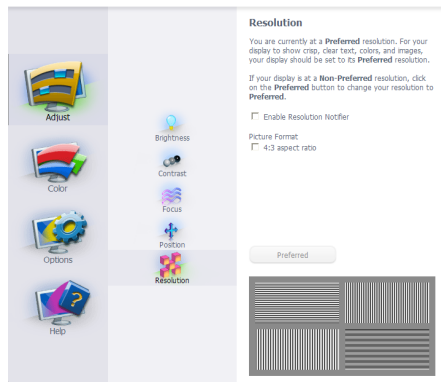 Resolution
You are currently at a Preferred resolution. For your
display to show crisp, clear text, colors, and images,
your display should be set to its Preferred resolution.
If your display is at a Non-Preferred resolution, click
on the Preferred button to change your resolution to
Preferred.
Enable Resolution Notifier
Picture Format
4:3 aspect ratio
Preferred
Adjust
Color
Options
Help
Brightness
Contrast
Focus
Position
Resolution